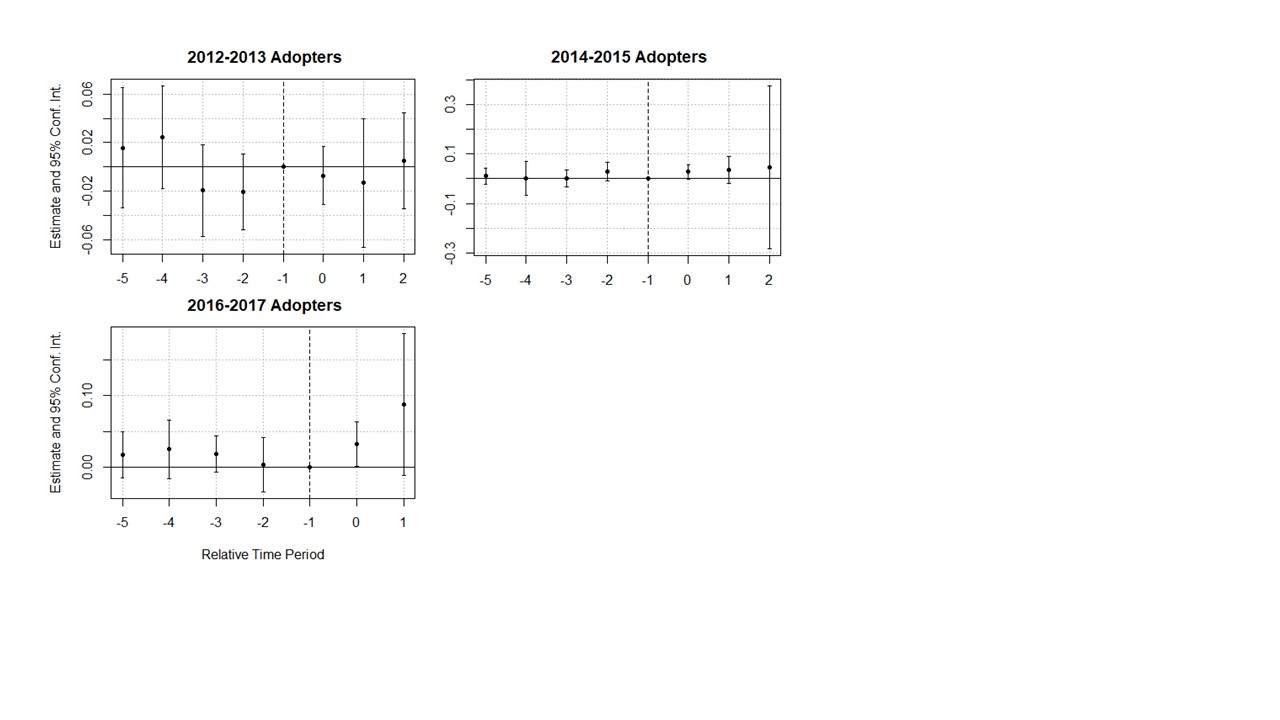 2012-2013 Adopters
Estimate and 95% Conf. Int.
0.06
0.02
-0.02
-0.06
-5 -4 -3 -2 -1 0 1 2
2014-2015 Adopters
0.3
0.1
-0.1
-0.3
-5 -4 -3 -2 -1 0 1 2
2016-2017 Adopters
Estimate and 95% Conf. Int.
0.10
0.00
-5 -4 -3 -2 -1 0 1
Relative Time Period